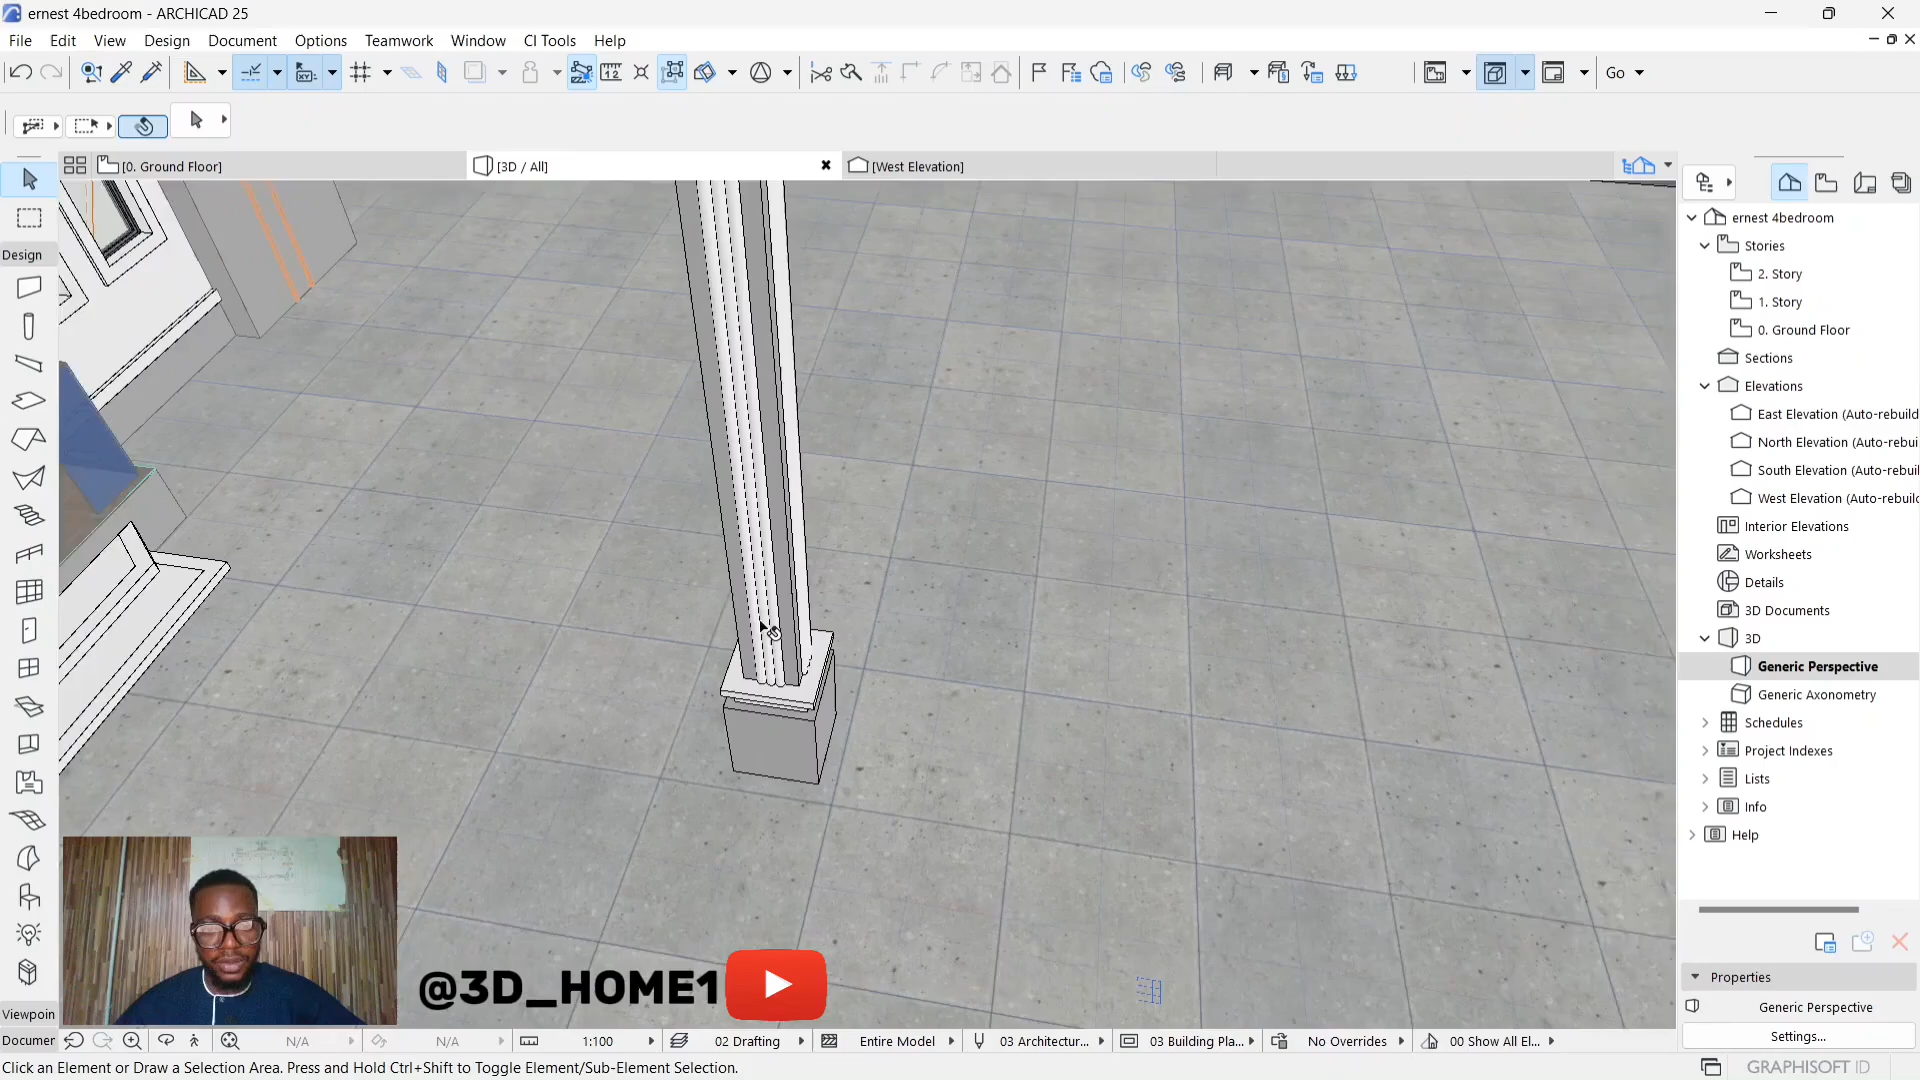 ernest 4bedroom - ARCHICAD 25
File Edit View Design Document Options Teamwork Window CI Tools Help
Go
[0. Ground Floor] [3D / All] [West Elevation]
Design
ernest 4bedroom
Stories
2. Story
1. Story
0. Ground Floor
Sections
Elevations
East Elevation (Auto-rebuild
North Elevation (Auto-rebui
South Elevation (Auto-rebuil
West Elevation (Auto-rebuild
Interior Elevations
Worksheets
Details
3D Documents
3D
Generic Perspective
Generic Axonometry
Schedules
Project Indexes
Lists
Info
Help
@3D_HOME1
Properties
Generic Perspective
Settings...
Viewpoin
Documer
N/A N/A 1:100 02 Drafting Entire Model 03 Architectur... 03 Building Pla... No Overrides 00 Show All El...
Click an Element or Draw a Selection Area. Press and Hold Ctrl+Shift to Toggle Element/Sub-Element Selection.
GRAPHISOFT ID